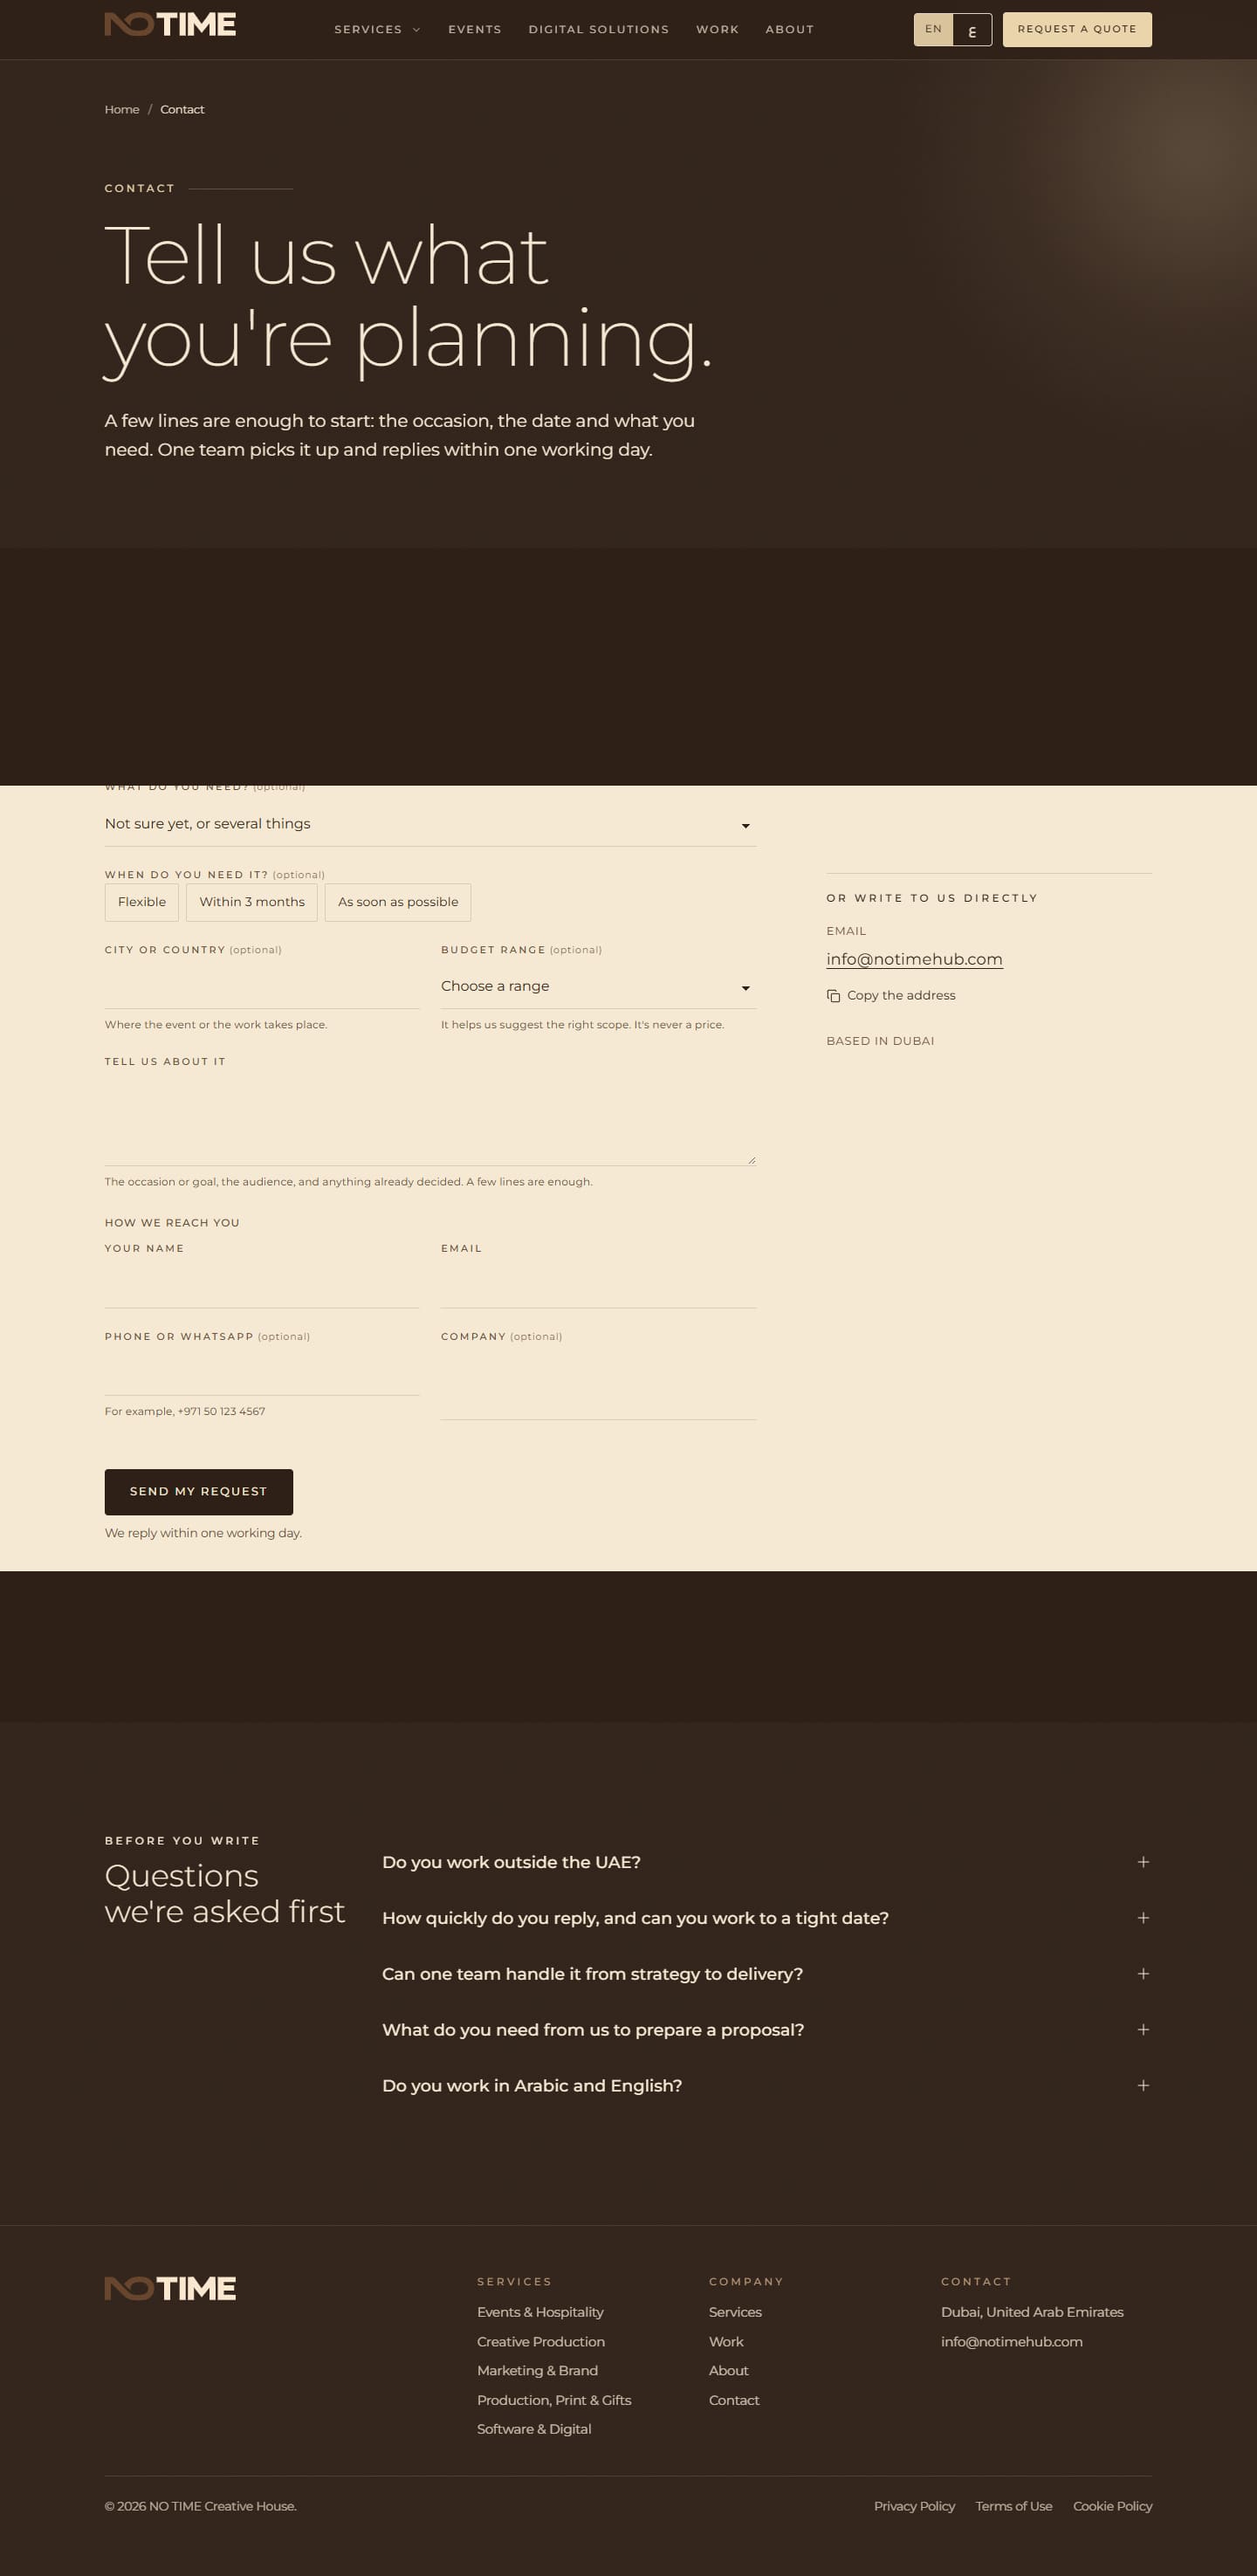 NOTIME
SERVICES EVENTS DIGITAL SOLUTIONS WORK ABOUT
EN ع REQUEST A QUOTE
Home / Contact
CONTACT
Tell us what
you're planning.
A few lines are enough to start: the occasion, the date and what you
need. One team picks it up and replies within one working day.
WHAT DO YOU NEED? (optional)
Not sure yet, or several things
WHEN DO YOU NEED IT? (optional)
Flexible Within 3 months As soon as possible
CITY OR COUNTRY (optional)
Where the event or the work takes place.
BUDGET RANGE (optional)
Choose a range
It helps us suggest the right scope. It's never a price.
TELL US ABOUT IT
The occasion or goal, the audience, and anything already decided. A few lines are enough.
HOW WE REACH YOU
YOUR NAME
EMAIL
PHONE OR WHATSAPP (optional)
For example, +971 50 123 4567
COMPANY (optional)
SEND MY REQUEST
We reply within one working day.
OR WRITE TO US DIRECTLY
EMAIL
info@notimehub.com
Copy the address
BASED IN DUBAI
BEFORE YOU WRITE
Questions
we're asked first
Do you work outside the UAE?
How quickly do you reply, and can you work to a tight date?
Can one team handle it from strategy to delivery?
What do you need from us to prepare a proposal?
Do you work in Arabic and English?
NOTIME
SERVICES
Events & Hospitality
Creative Production
Marketing & Brand
Production, Print & Gifts
Software & Digital
COMPANY
Services
Work
About
Contact
CONTACT
Dubai, United Arab Emirates
info@notimehub.com
© 2026 NO TIME Creative House.
Privacy Policy Terms of Use Cookie Policy